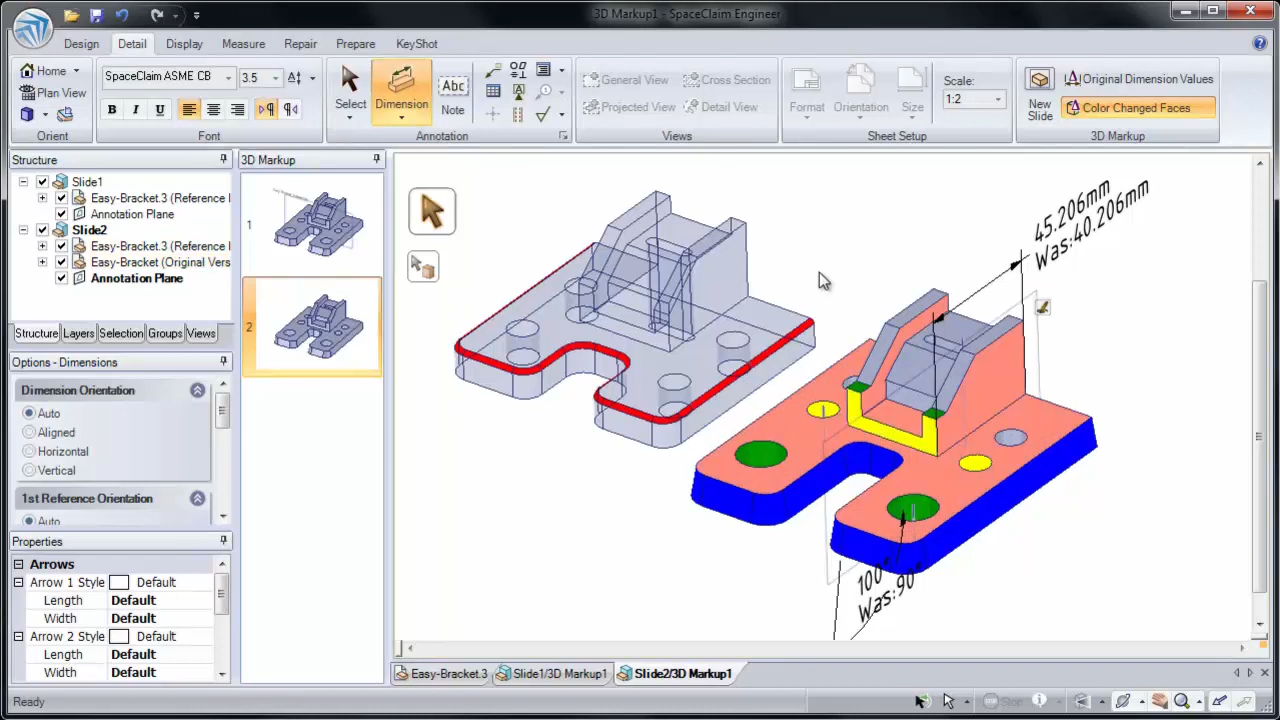 3D Markup1 - SpaceClaim Engineer
Design Detail Display Measure Repair Prepare KeyShot
Home
Plan View
Orient
SpaceClaim ASME CB 3.5
B I U
Font
Select
Dimension
Abc
Note
Annotation
General View Cross Section
Projected View Detail View
Views
Format Orientation Size
Scale:
1:2
Sheet Setup
New Slide
Original Dimension Values
Color Changed Faces
3D Markup
Structure
Slide1
Easy-Bracket.3 (Reference I
Annotation Plane
Slide2
Easy-Bracket.3 (Reference I
Easy-Bracket (Original Vers
Annotation Plane
Structure Layers Selection Groups Views
Options - Dimensions
Dimension Orientation
Auto
Aligned
Horizontal
Vertical
1st Reference Orientation
Auto
Properties
Arrows
Arrow 1 Style Default
Length Default
Width Default
Arrow 2 Style Default
Length Default
Width Default
3D Markup
1
2
45.206mm
Was:40.206mm
100°
Was:90°
Easy-Bracket.3 Slide1/3D Markup1 Slide2/3D Markup1
Ready
Stop